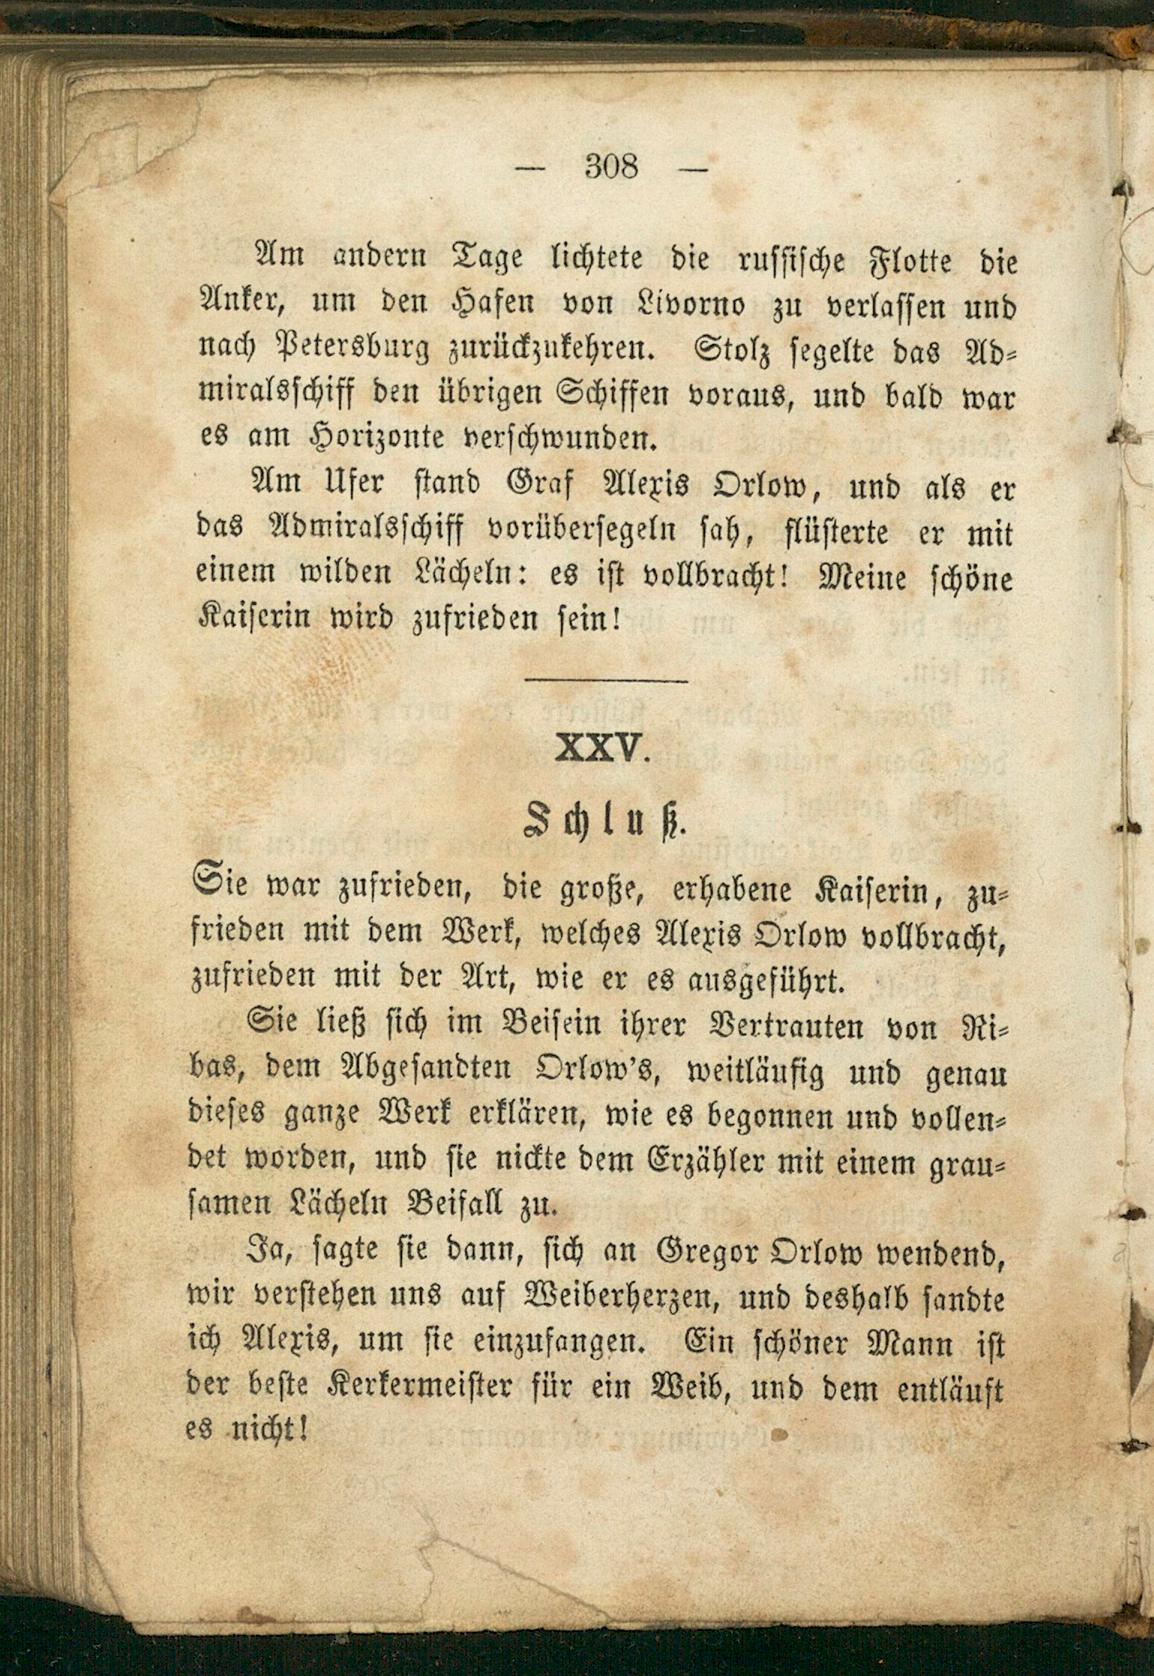 — 308 —
Am andern Tage lichtete die russische Flotte die
Anker, um den Hafen von Livorno zu verlassen und
nach Petersburg zurückzukehren. Stolz segelte das Ad-
miralsschiff den übrigen Schiffen voraus, und bald war
es am Horizonte verschwunden.
Am Ufer stand Graf Alexis Orlow, und als er
das Admiralsschiff vorübersegeln sah, flüsterte er mit
einem wilden Lächeln: es ist vollbracht! Meine schöne
Kaiserin wird zufrieden sein!
XXV.
Schluß.
Sie war zufrieden, die große, erhabene Kaiserin, zu-
frieden mit dem Werk, welches Alexis Orlow vollbracht,
zufrieden mit der Art, wie er es ausgeführt.
Sie ließ sich im Beisein ihrer Vertrauten von Ri-
bas, dem Abgesandten Orlow's, weitläufig und genau
dieses ganze Werk erklären, wie es begonnen und vollen-
det worden, und sie nickte dem Erzähler mit einem grau-
samen Lächeln Beifall zu.
Ja, sagte sie dann, sich an Gregor Orlow wendend,
wir verstehen uns auf Weiberherzen, und deshalb sandte
ich Alexis, um sie einzufangen. Ein schöner Mann ist
der beste Kerkermeister für ein Weib, und dem entläuft
es nicht!